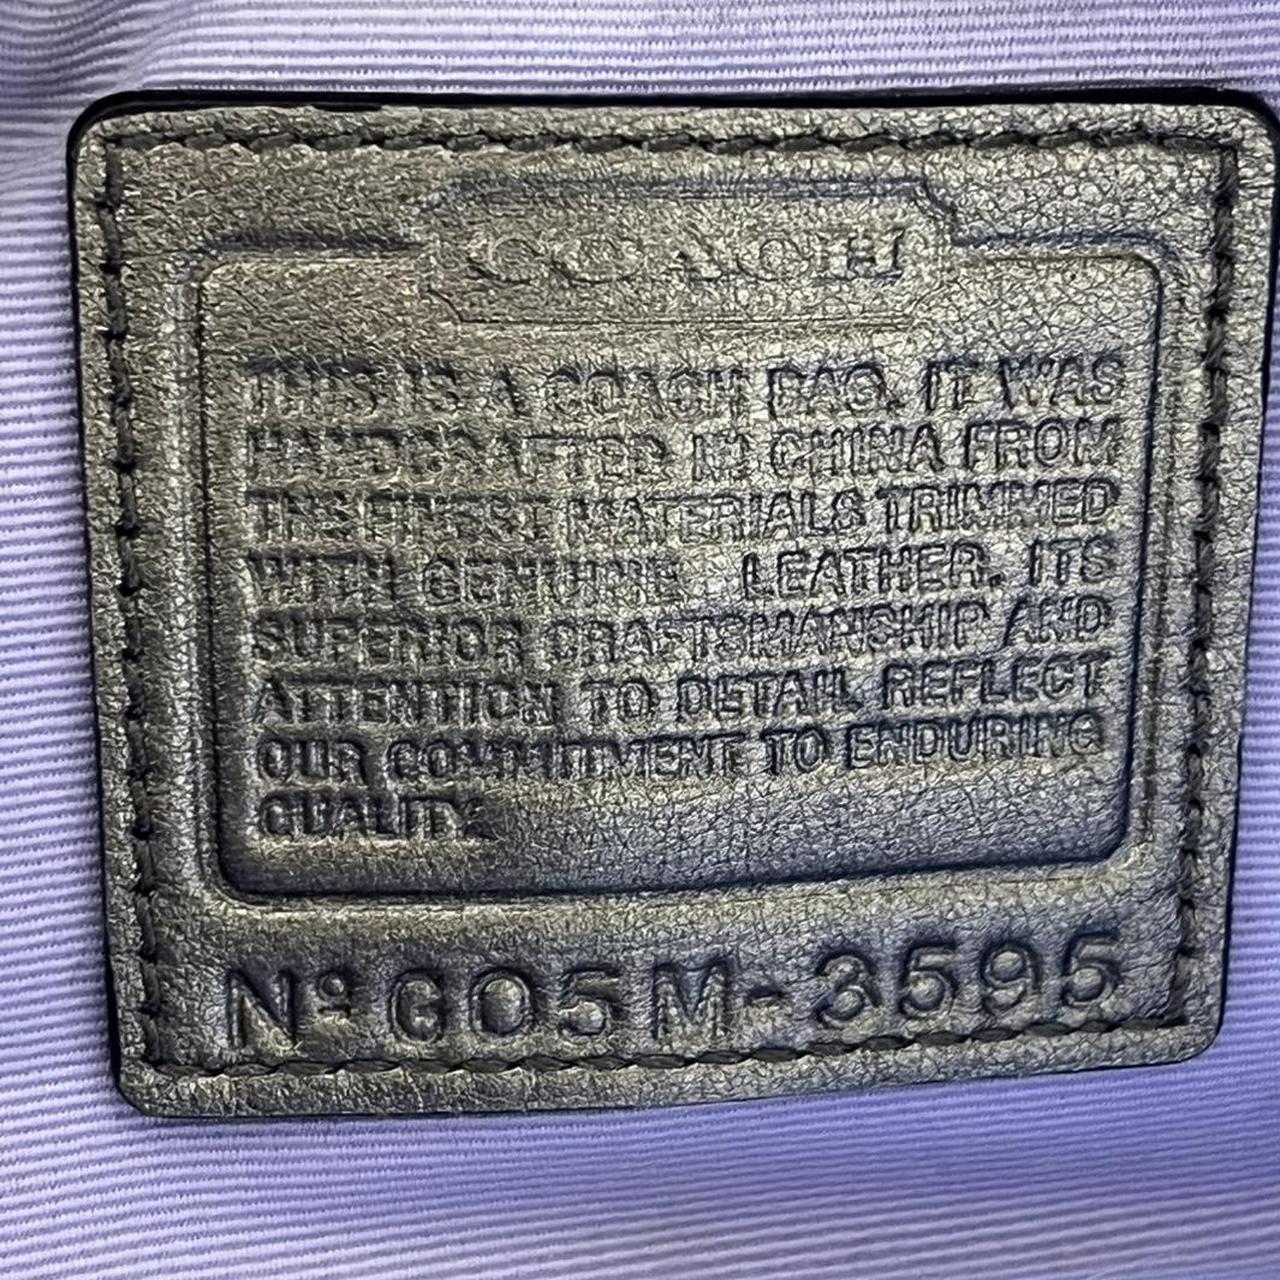 COACH
THIS IS A COACH BAG. IT WAS
HANDCRAFTED IN CHINA FROM
THE FINEST MATERIALS TRIMMED
WITH GENUINE LEATHER. ITS
SUPERIOR CRAFTSMANSHIP AND
ATTENTION TO DETAIL REFLECT
OUR COMMITMENT TO ENDURING
QUALITY.
Nº G05M-3595